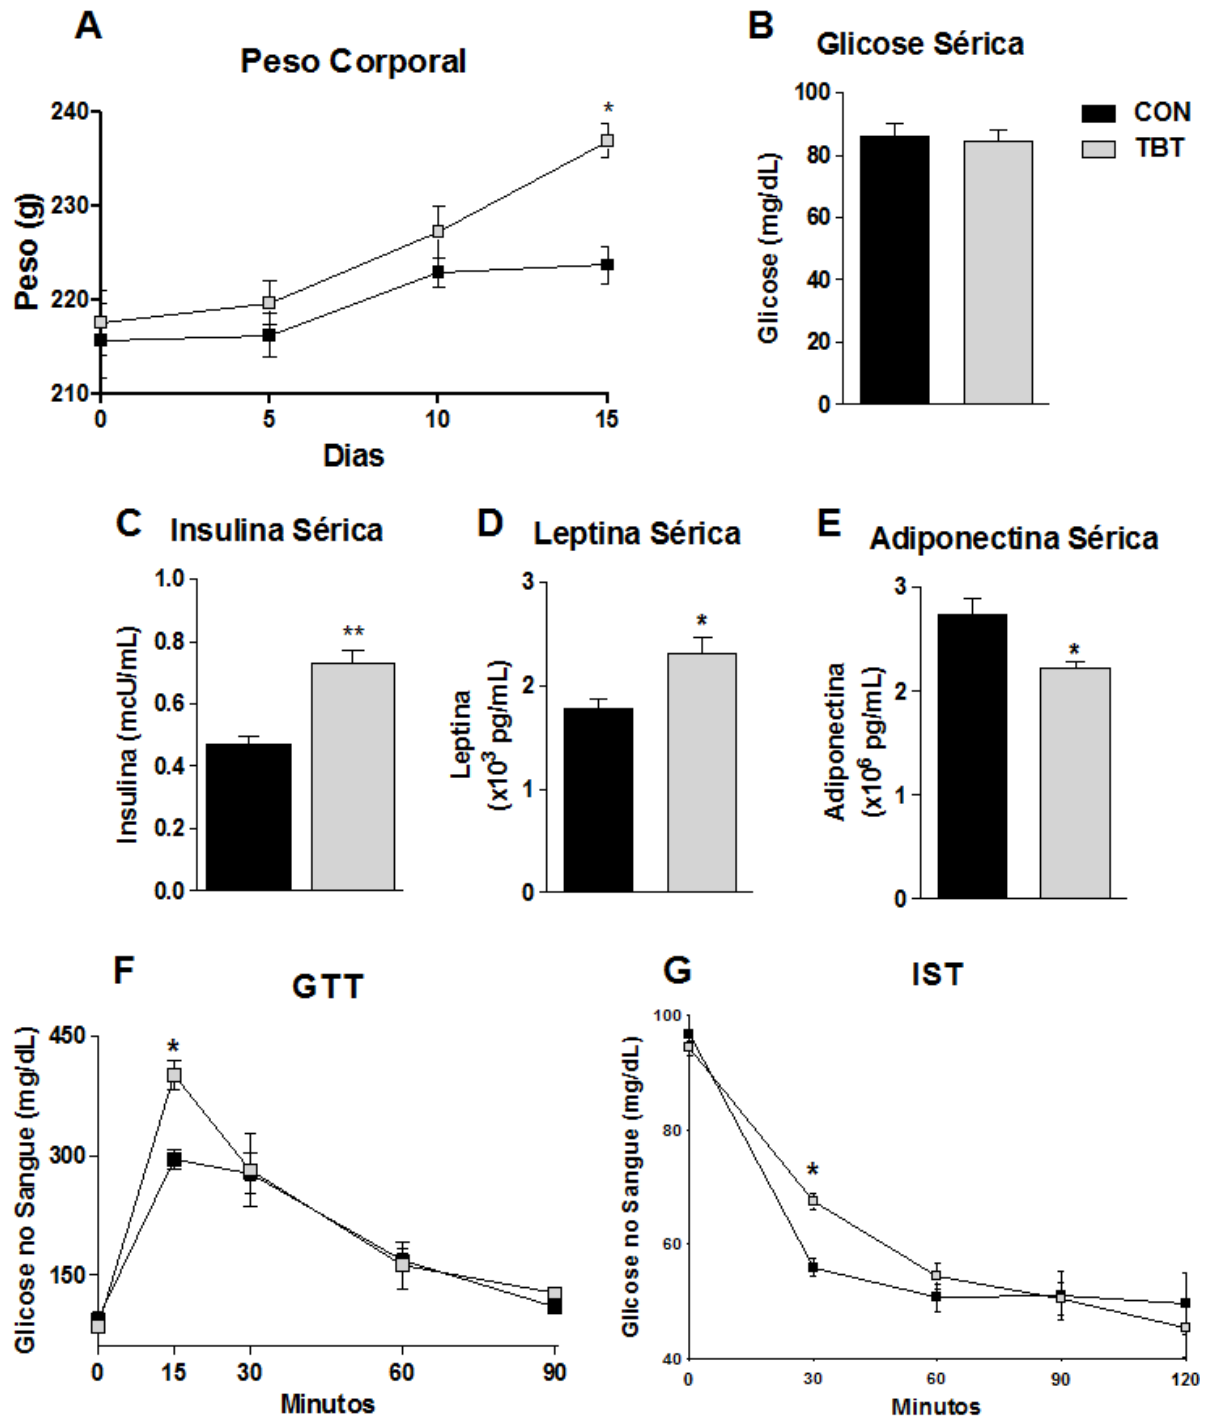 A
Peso Corporal
240
230
220
210
Peso (g)
*
0 5 10 15
Dias
B
Glicose Sérica
100
80
60
40
20
0
Glicose (mg/dL)
CON
TBT
C
Insulina Sérica
1.0
0.8
0.6
0.4
0.2
0.0
Insulina (mcU/mL)
**
D
Leptina Sérica
3
2
1
0
Leptina
(x10³ pg/mL)
*
E
Adiponectina Sérica
3
2
1
0
Adiponectina
(x10⁶ pg/mL)
*
F
GTT
450
300
150
Glicose no Sangue (mg/dL)
*
0 15 30 60 90
Minutos
G
IST
100
80
60
40
Glicose no Sangue (mg/dL)
*
0 30 60 90 120
Minutos